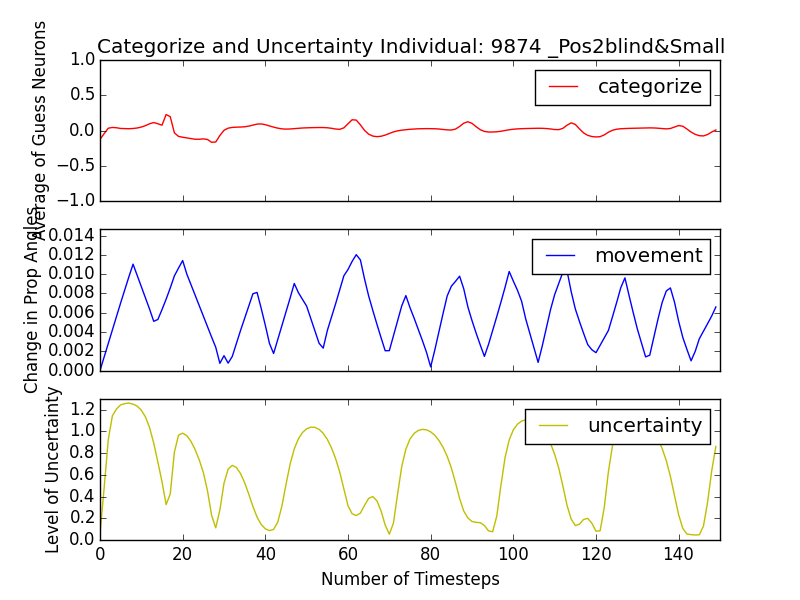 Categorize and Uncertainty Individual: 9874 _Pos2blind&Small
Average of Guess Neurons
1.0
0.5
0.0
−0.5
−1.0
categorize
Change in Prop Angles
0.014
0.012
0.010
0.008
0.006
0.004
0.002
0.000
movement
Level of Uncertainty
1.2
1.0
0.8
0.6
0.4
0.2
0.0
uncertainty
0 20 40 60 80 100 120 140
Number of Timesteps